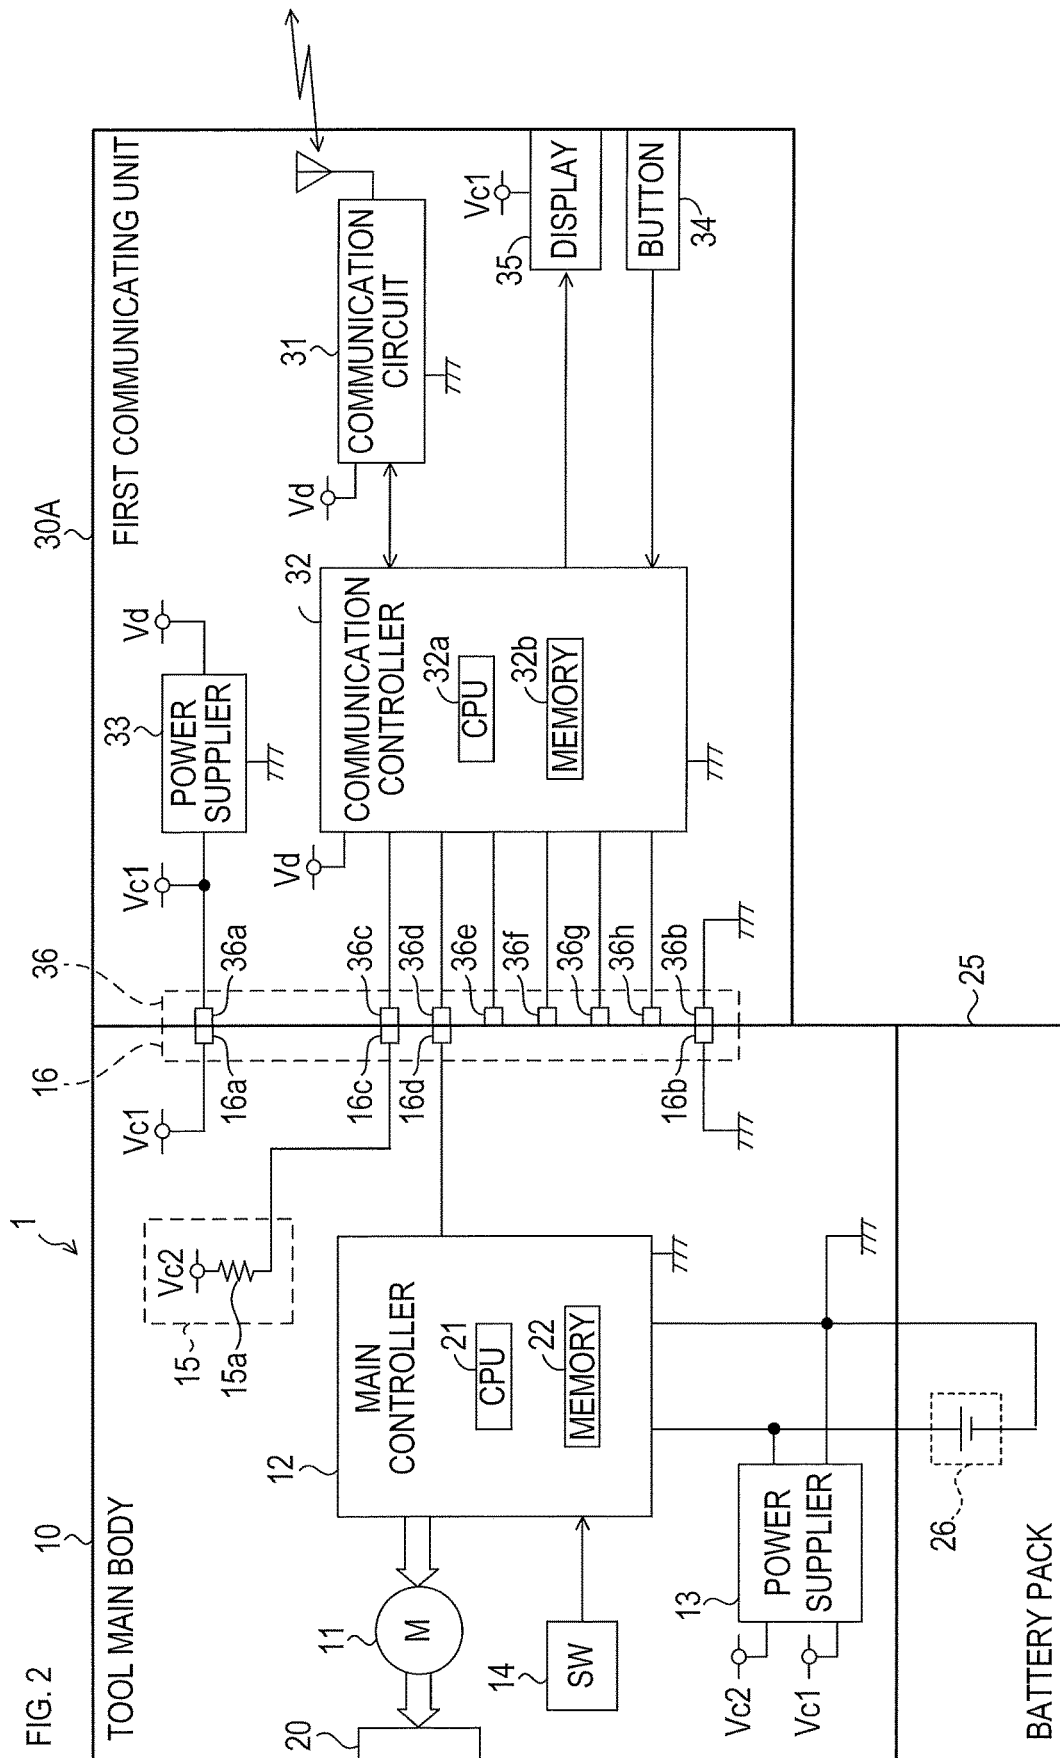 FIG. 2
1
10
TOOL MAIN BODY
30A
FIRST COMMUNICATING UNIT
15
Vc2
15a
Vc1
16
36
16a
36a
Vc1
33
POWER
SUPPLIER
Vd
20
11
M
12
MAIN
CONTROLLER
21
CPU
22
MEMORY
14
SW
16c
36c
16d
36d
36e
36f
36g
36h
16b
36b
Vd
32
COMMUNICATION
CONTROLLER
32a
CPU
32b
MEMORY
Vd
31
COMMUNICATION
CIRCUIT
Vc1
35
DISPLAY
BUTTON
34
Vc2
Vc1
13
POWER
SUPPLIER
26
25
BATTERY PACK